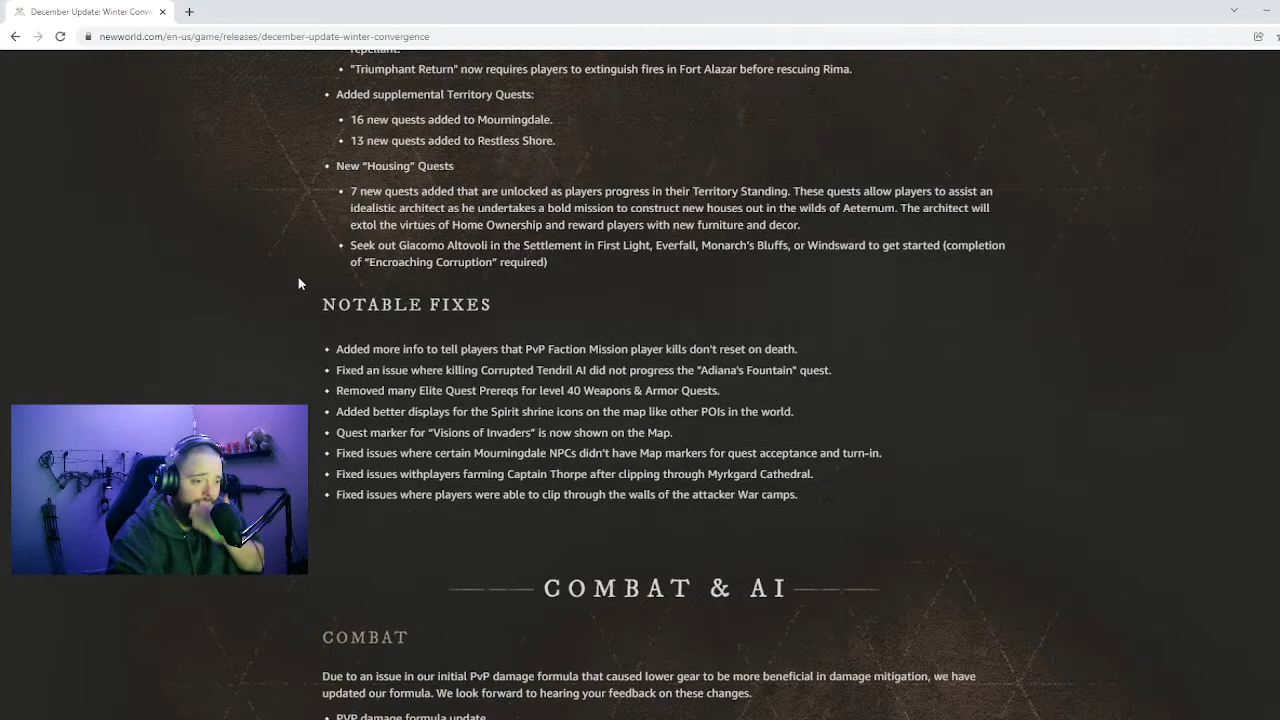 December Update: Winter Conve
newworld.com/en-us/game/releases/december-update-winter-convergence
repellant.
"Triumphant Return" now requires players to extinguish fires in Fort Alazar before rescuing Rima.
Added supplemental Territory Quests:
16 new quests added to Mourningdale.
13 new quests added to Restless Shore.
New "Housing" Quests
7 new quests added that are unlocked as players progress in their Territory Standing. These quests allow players to assist an
idealistic architect as he undertakes a bold mission to construct new houses out in the wilds of Aeternum. The architect will
extol the virtues of Home Ownership and reward players with new furniture and decor.
Seek out Giacomo Altovoli in the Settlement in First Light, Everfall, Monarch's Bluffs, or Windsward to get started (completion
of "Encroaching Corruption" required)
NOTABLE FIXES
Added more info to tell players that PvP Faction Mission player kills don't reset on death.
Fixed an issue where killing Corrupted Tendril AI did not progress the "Adiana's Fountain" quest.
Removed many Elite Quest Prereqs for level 40 Weapons & Armor Quests.
Added better displays for the Spirit shrine icons on the map like other POIs in the world.
Quest marker for "Visions of Invaders" is now shown on the Map.
Fixed issues where certain Mourningdale NPCs didn't have Map markers for quest acceptance and turn-in.
Fixed issues withplayers farming Captain Thorpe after clipping through Myrkgard Cathedral.
Fixed issues where players were able to clip through the walls of the attacker War camps.
COMBAT & AI
COMBAT
Due to an issue in our initial PvP damage formula that caused lower gear to be more beneficial in damage mitigation, we have
updated our formula. We look forward to hearing your feedback on these changes.
PVP damage formula update